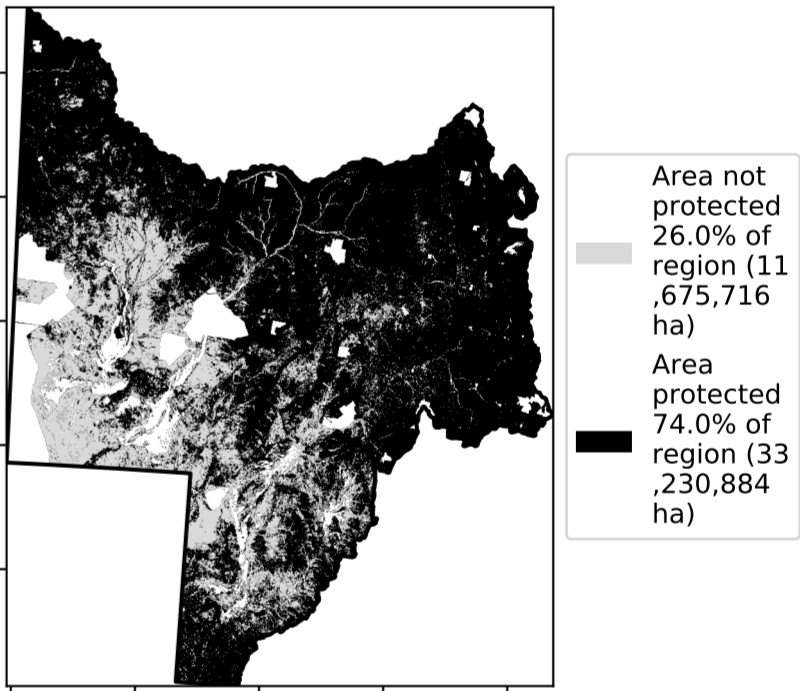 Area not
protected
26.0% of
region (11
,675,716
ha)
Area
protected
74.0% of
region (33
,230,884
ha)